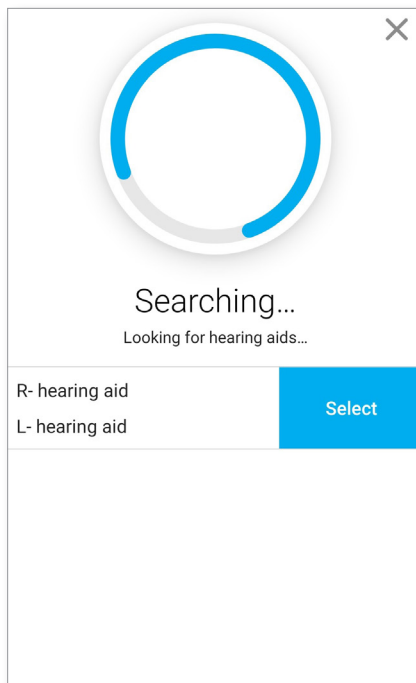 Searching...
Looking for hearing aids...
R- hearing aid
L- hearing aid
Select